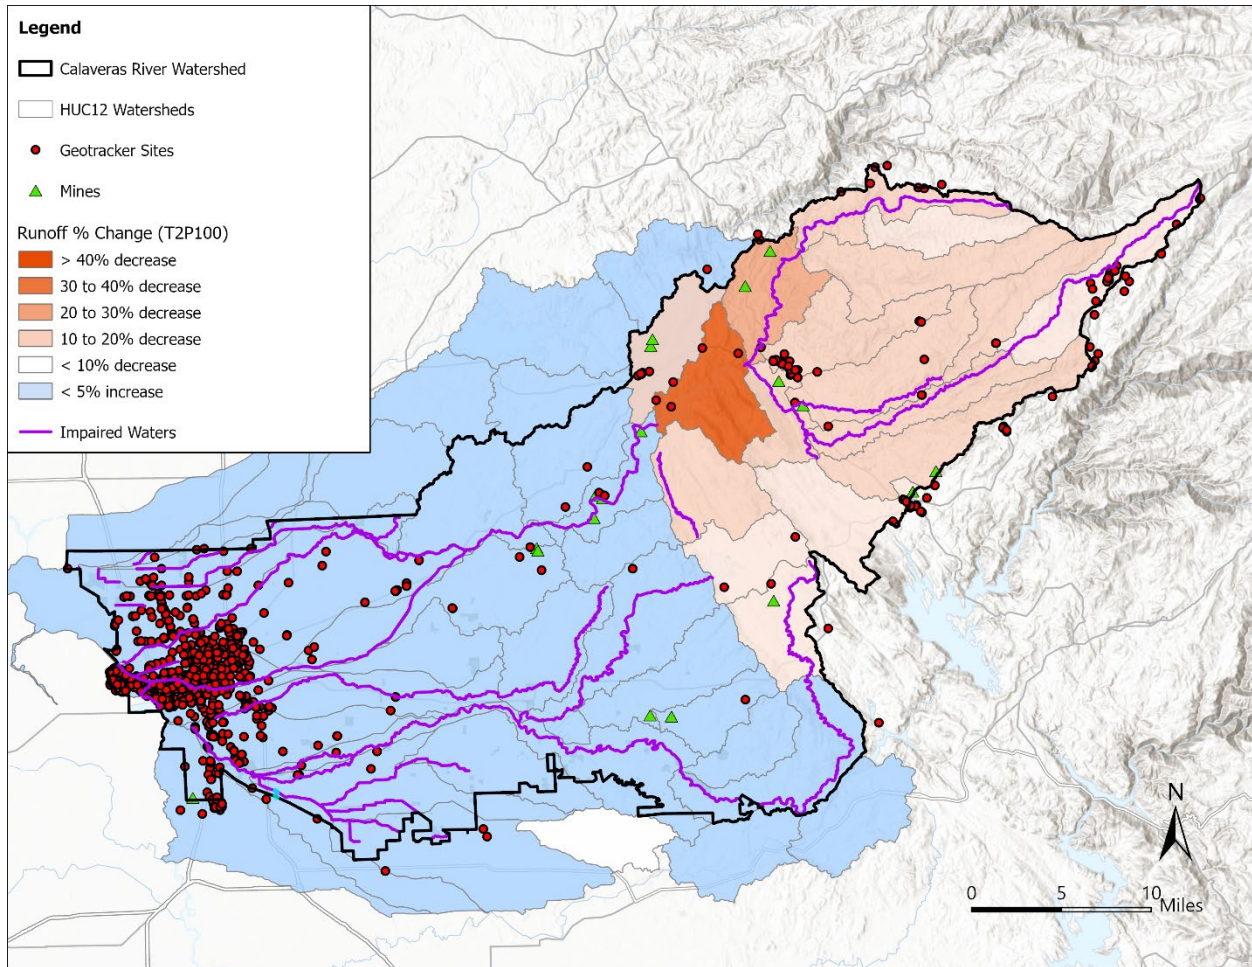 Legend
Calaveras River Watershed
HUC12 Watersheds
Geotracker Sites
Mines
Runoff % Change (T2P100)
> 40% decrease
30 to 40% decrease
20 to 30% decrease
10 to 20% decrease
< 10% decrease
< 5% increase
Impaired Waters
N
0 5 10
Miles